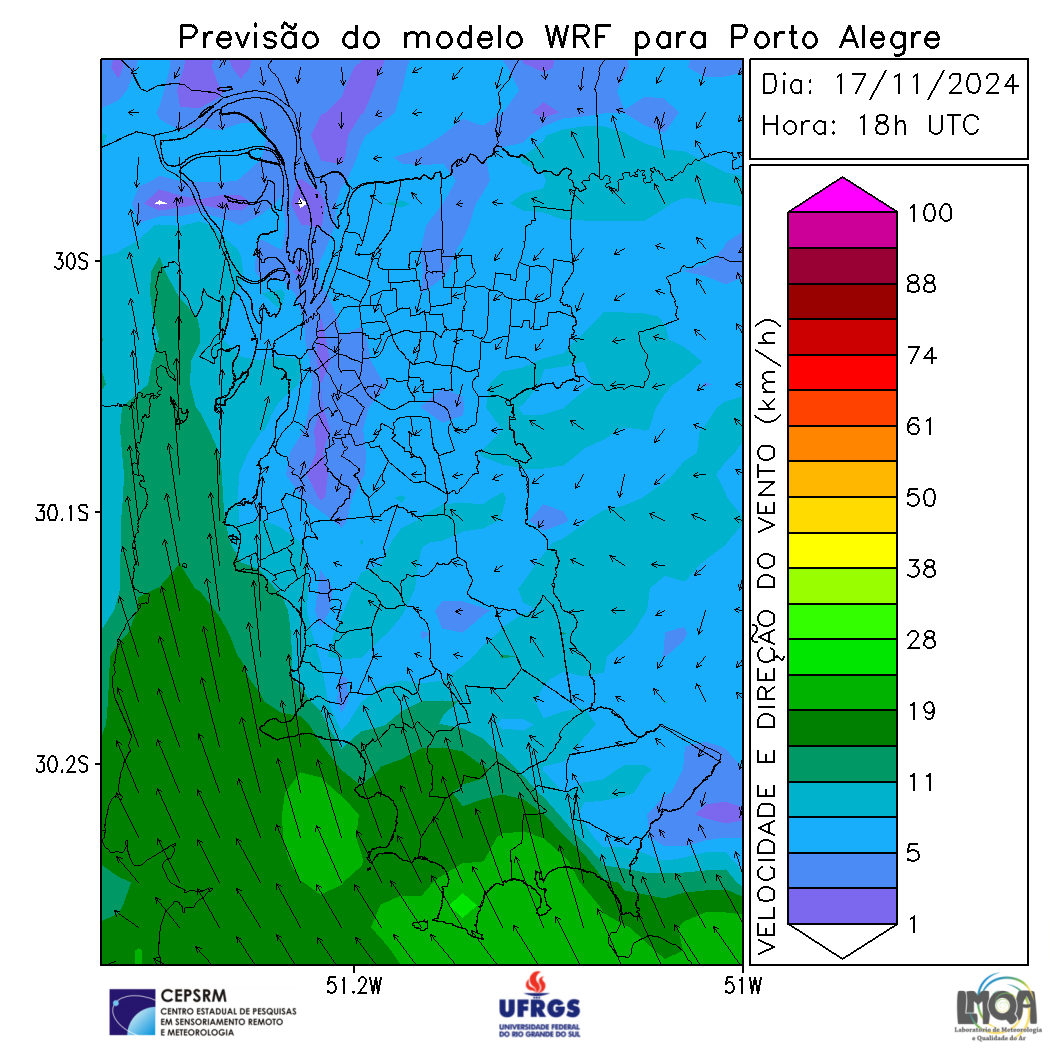 Previsão do modelo WRF para Porto Alegre
Dia: 17/11/2024
Hora: 18h UTC
30S
30.1S
30.2S
51.2W
51W
VELOCIDADE E DIREÇÃO DO VENTO (km/h)
100
88
74
61
50
38
28
19
11
5
1
CEPSRM
CENTRO ESTADUAL DE PESQUISAS
EM SENSORIAMENTO REMOTO
E METEOROLOGIA
UFRGS
UNIVERSIDADE FEDERAL
DO RIO GRANDE DO SUL
LMQA
Laboratório de Meteorologia
e Qualidade do Ar